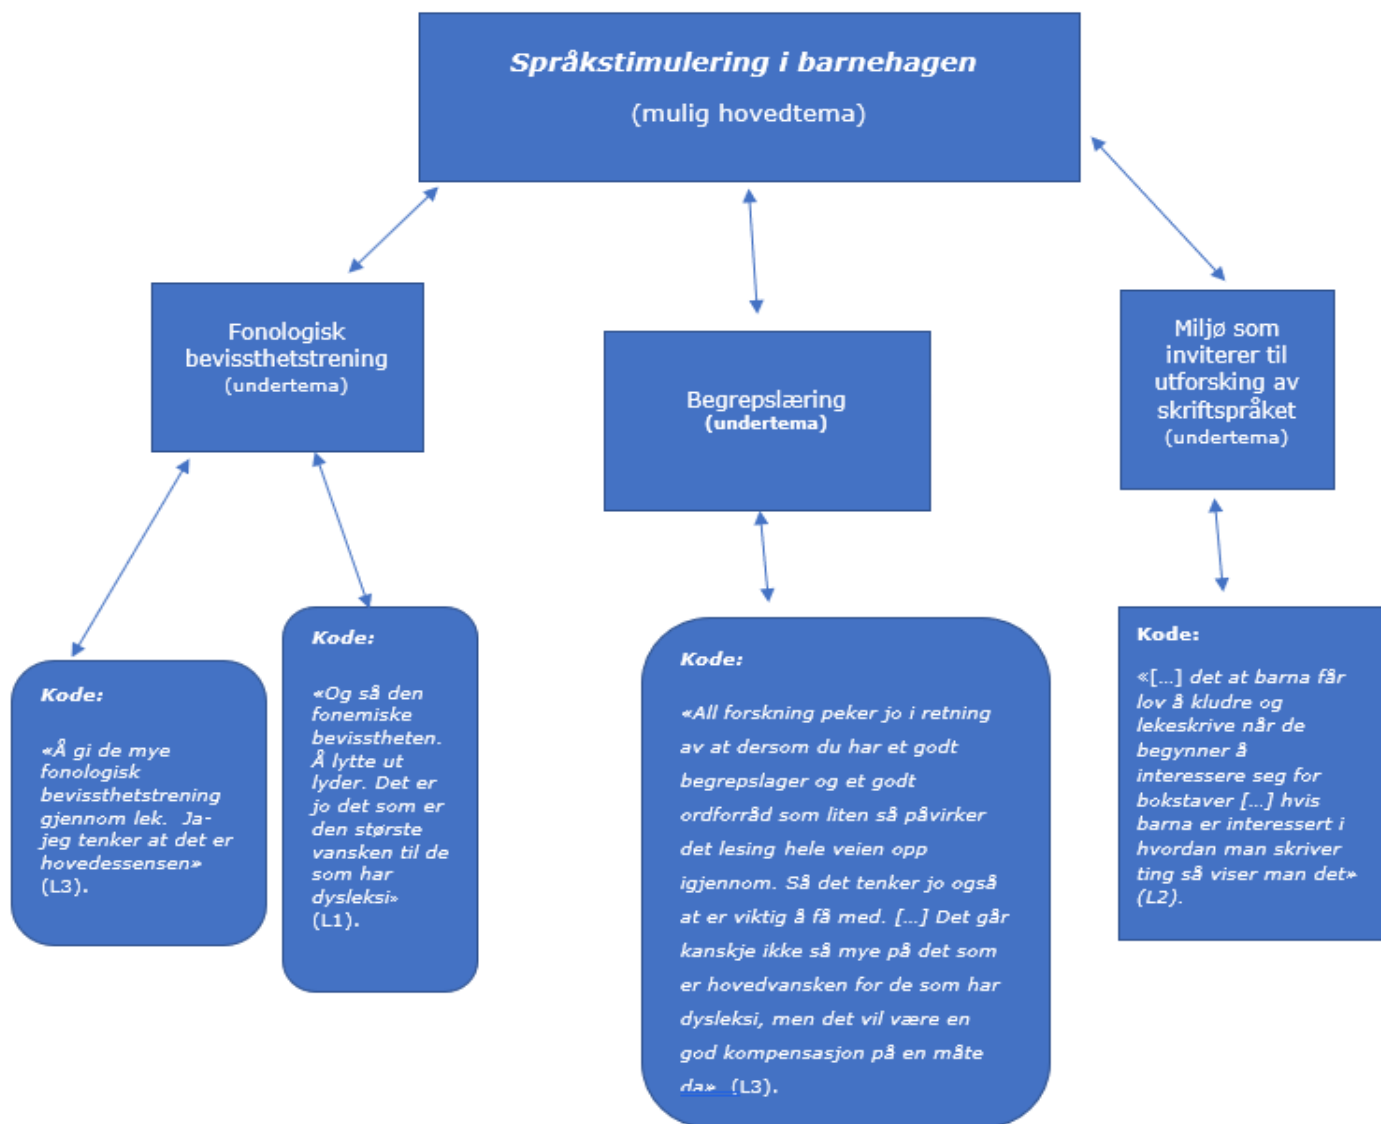 Språkstimulering i barnehagen
(mulig hovedtema)
Fonologisk
bevissthetstrening
(undertema)
Begrepslæring
(undertema)
Miljø som
inviterer til
utforsking av
skriftspråket
(undertema)
Kode:
«Å gi de mye
fonologisk
bevissthetstrening
gjennom lek. Ja-
jeg tenker at det er
hovedessensen»
(L3).
Kode:
«Og så den
fonemiske
bevisstheten.
Å lytte ut
lyder. Det er
jo det som er
den største
vansken til de
som har
dysleksi»
(L1).
Kode:
«All forskning peker jo i retning
av at dersom du har et godt
begrepslager og et godt
ordforråd som liten så påvirker
det lesing hele veien opp
igjennom. Så det tenker jo også
at er viktig å få med. […] Det går
kanskje ikke så mye på det som
er hovedvansken for de som har
dysleksi, men det vil være en
god kompensasjon på en måte
da» (L3).
Kode:
«[…] det at barna får
lov å kludre og
lekeskrive når de
begynner å
interessere seg for
bokstaver […] hvis
barna er interessert i
hvordan man skriver
ting så viser man det»
(L2).